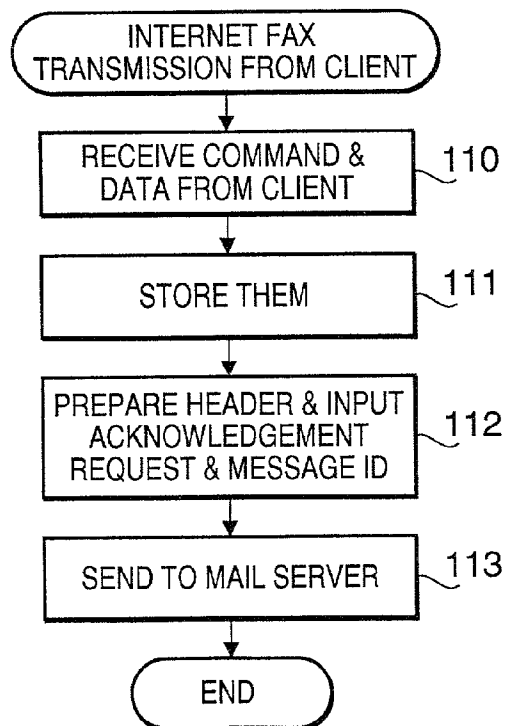 INTERNET FAX
TRANSMISSION FROM CLIENT
RECEIVE COMMAND &
DATA FROM CLIENT
110
STORE THEM
111
PREPARE HEADER & INPUT
ACKNOWLEDGEMENT
REQUEST & MESSAGE ID
112
SEND TO MAIL SERVER
113
END